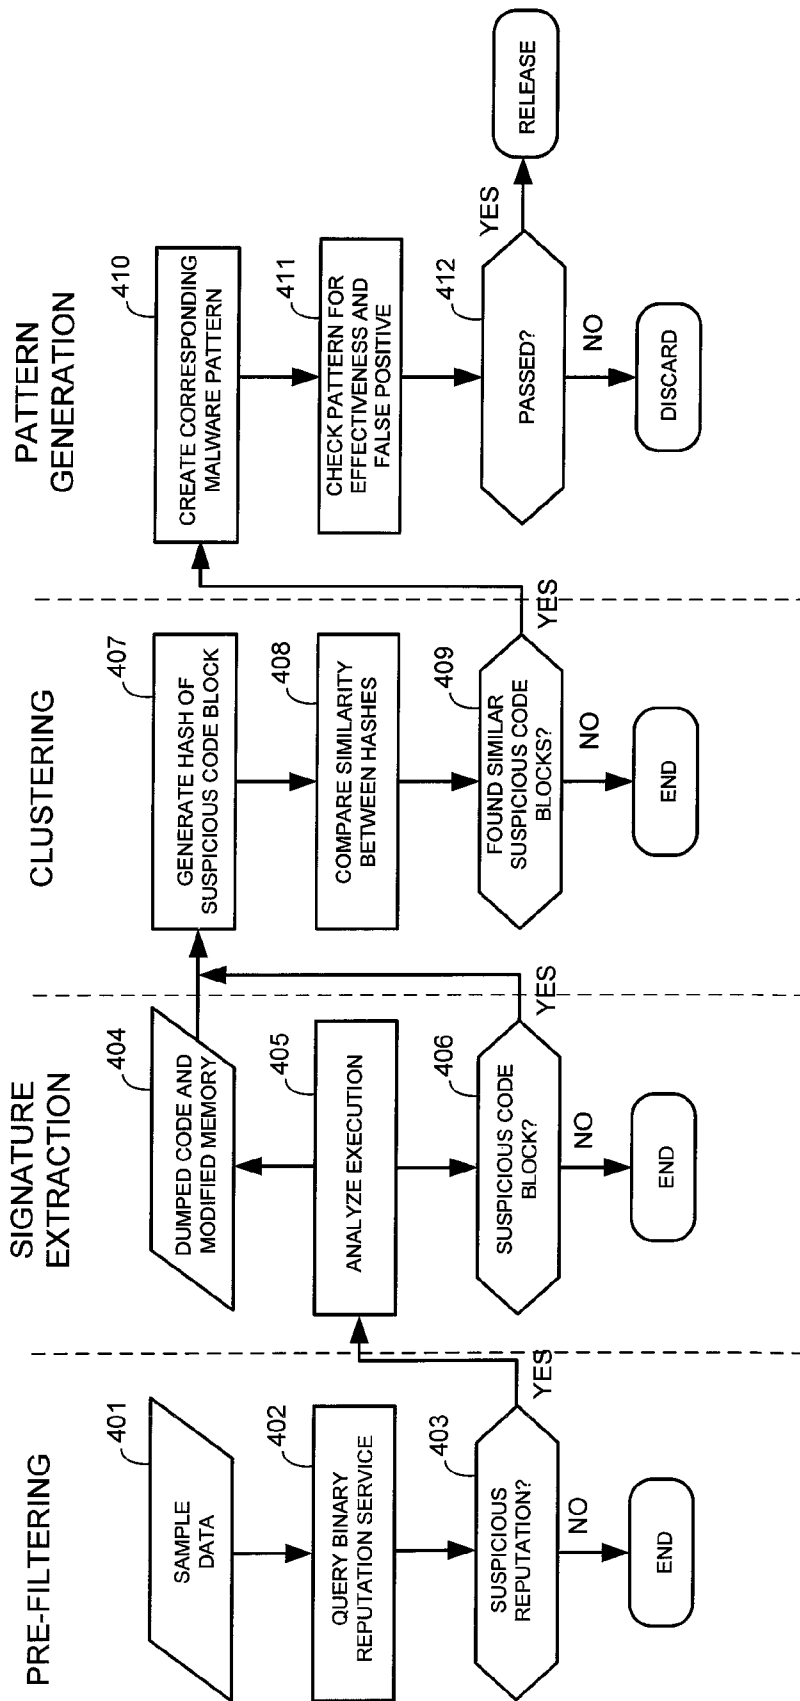 PRE-FILTERING
401
SAMPLE
DATA
402
QUERY BINARY
REPUTATION SERVICE
403
SUSPICIOUS
REPUTATION?
YES
NO
END
SIGNATURE
EXTRACTION
404
DUMPED CODE AND
MODIFIED MEMORY
405
ANALYZE EXECUTION
406
SUSPICIOUS CODE
BLOCK?
YES
NO
END
CLUSTERING
407
GENERATE HASH OF
SUSPICIOUS CODE BLOCK
408
COMPARE SIMILARITY
BETWEEN HASHES
409
FOUND SIMILAR
SUSPICIOUS CODE
BLOCKS?
YES
NO
END
PATTERN
GENERATION
410
CREATE CORRESPONDING
MALWARE PATTERN
411
CHECK PATTERN FOR
EFFECTIVENESS AND
FALSE POSITIVE
412
PASSED?
YES
RELEASE
NO
DISCARD